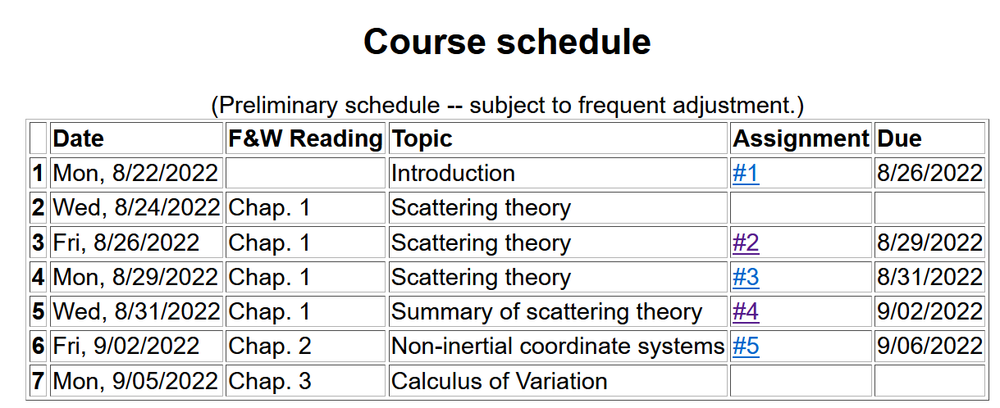 Course schedule
(Preliminary schedule -- subject to frequent adjustment.)
Date F&W Reading Topic Assignment Due
1 Mon, 8/22/2022 Introduction #1 8/26/2022
2 Wed, 8/24/2022 Chap. 1 Scattering theory
3 Fri, 8/26/2022 Chap. 1 Scattering theory #2 8/29/2022
4 Mon, 8/29/2022 Chap. 1 Scattering theory #3 8/31/2022
5 Wed, 8/31/2022 Chap. 1 Summary of scattering theory #4 9/02/2022
6 Fri, 9/02/2022 Chap. 2 Non-inertial coordinate systems #5 9/06/2022
7 Mon, 9/05/2022 Chap. 3 Calculus of Variation